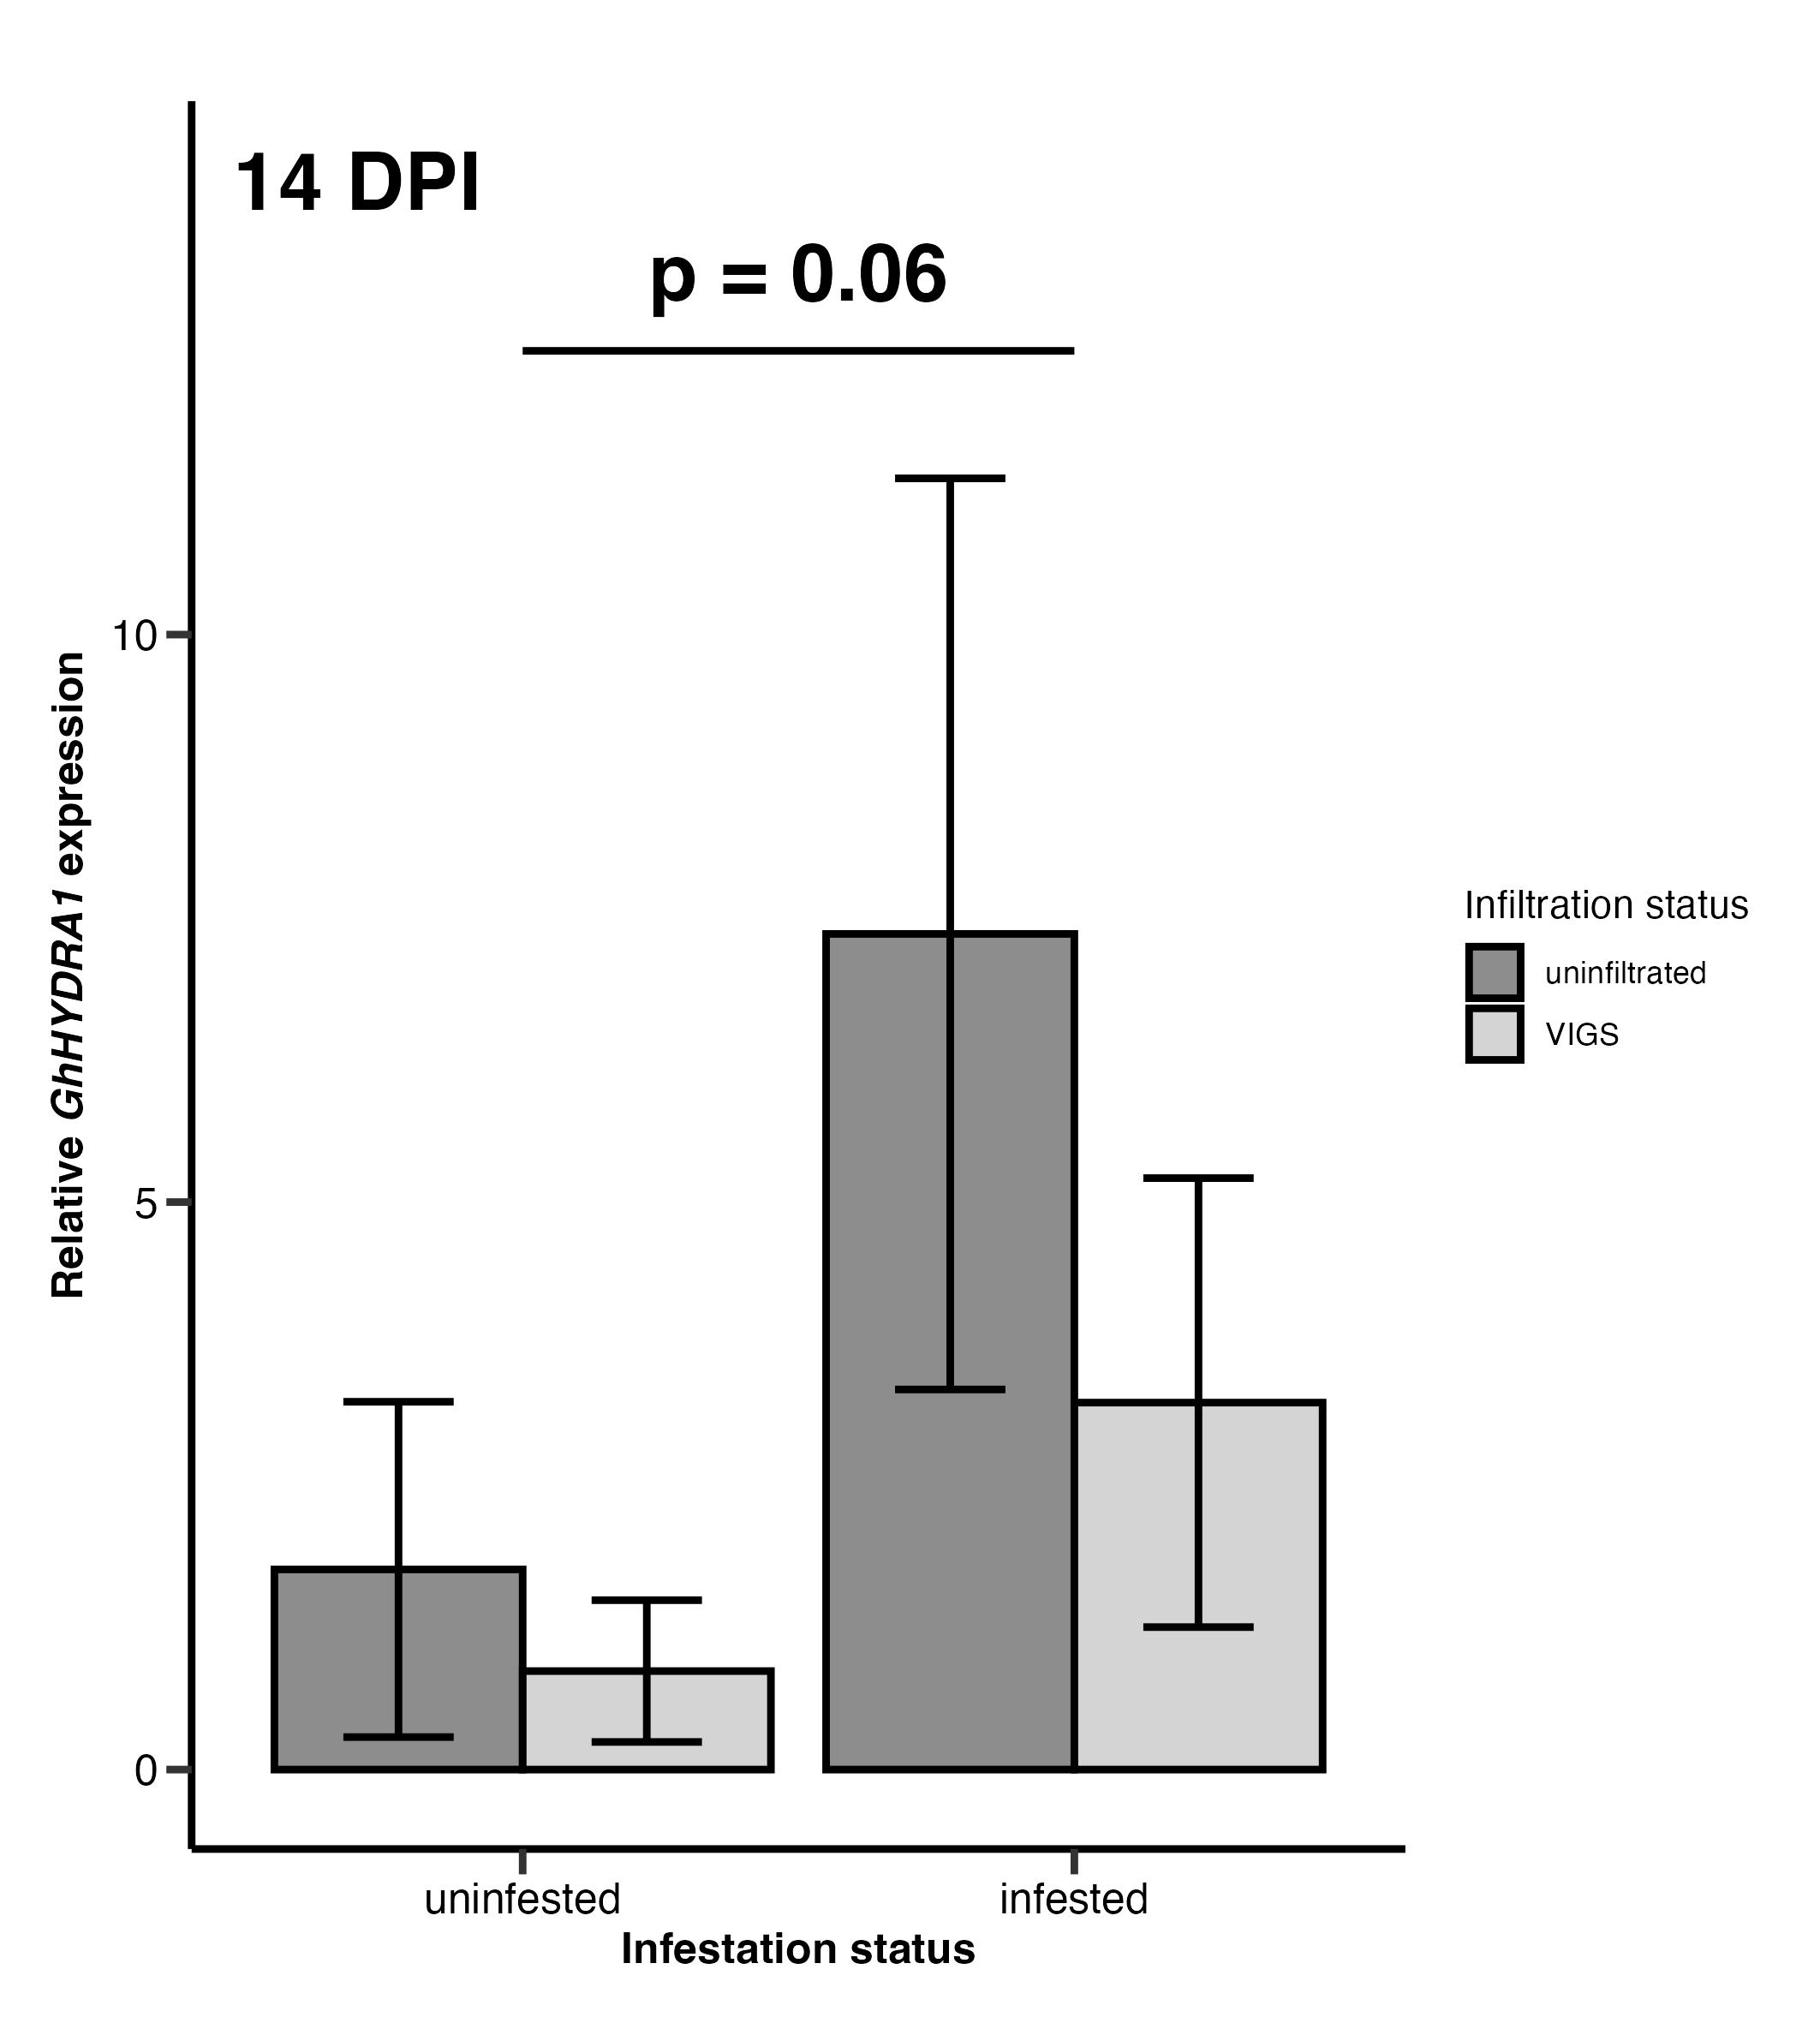 14 DPI
p = 0.06
10
5
0
Relative GhHYDRA1 expression
uninfested
infested
Infestation status
Infiltration status
uninfiltrated
VIGS